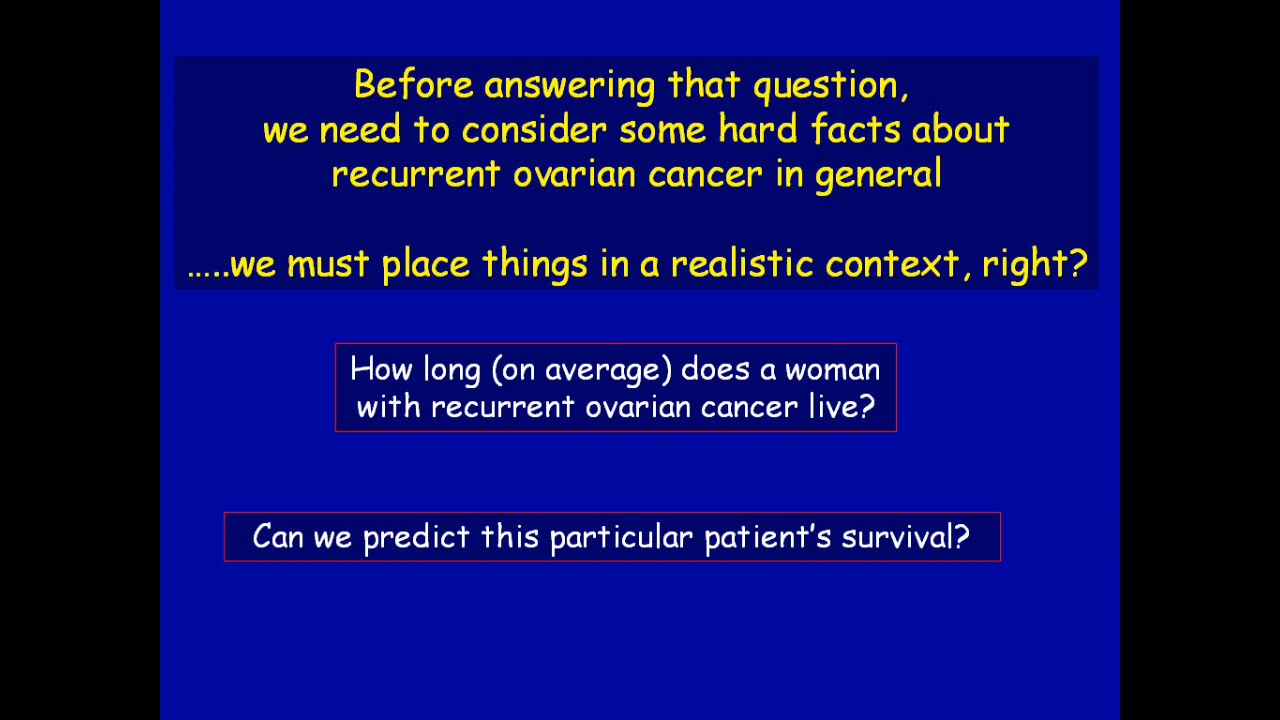 Before answering that question,
we need to consider some hard facts about
recurrent ovarian cancer in general
…..we must place things in a realistic context, right?
How long (on average) does a woman
with recurrent ovarian cancer live?
Can we predict this particular patient’s survival?